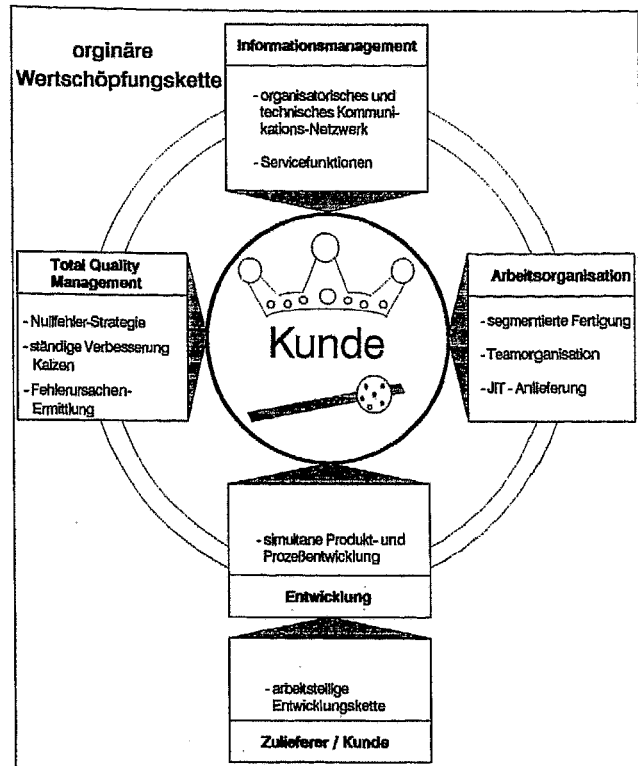 orginäre
Wertschöpfungskette
Informationsmanagement
- organisatorisches und
technisches Kommuni-
kations-Netzwerk
- Servicefunktionen
Total Quality
Management
- Nullfehler-Strategie
- ständige Verbesserung
Kaizen
- Fehlerursachen-
Ermittlung
Kunde
Arbeitsorganisation
- segmentierte Fertigung
- Teamorganisation
- JIT - Anlieferung
- simultane Produkt- und
Prozeßentwicklung
Entwicklung
- arbeitsteilige
Entwicklungskette
Zulieferer / Kunde